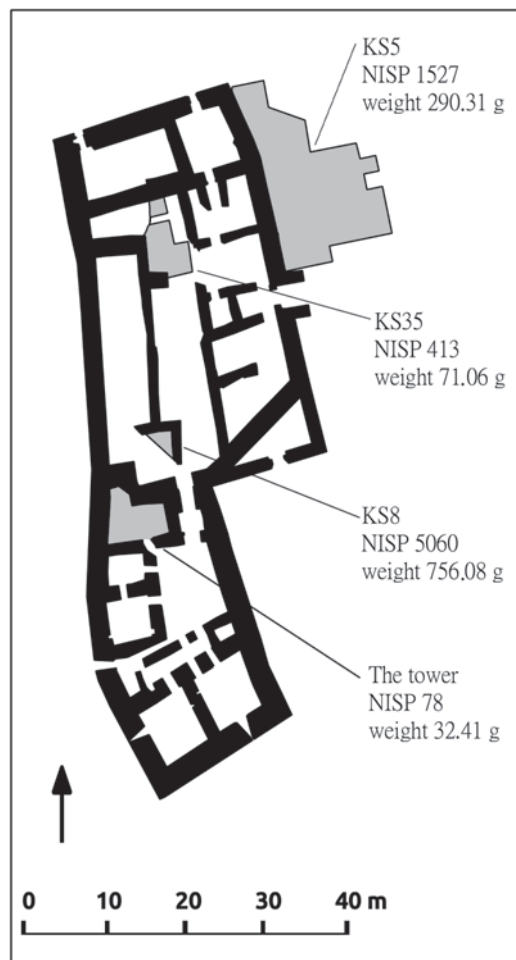 KS5
NISP 1527
weight 290.31 g
KS35
NISP 413
weight 71.06 g
KS8
NISP 5060
weight 756.08 g
The tower
NISP 78
weight 32.41 g
0 10 20 30 40 m